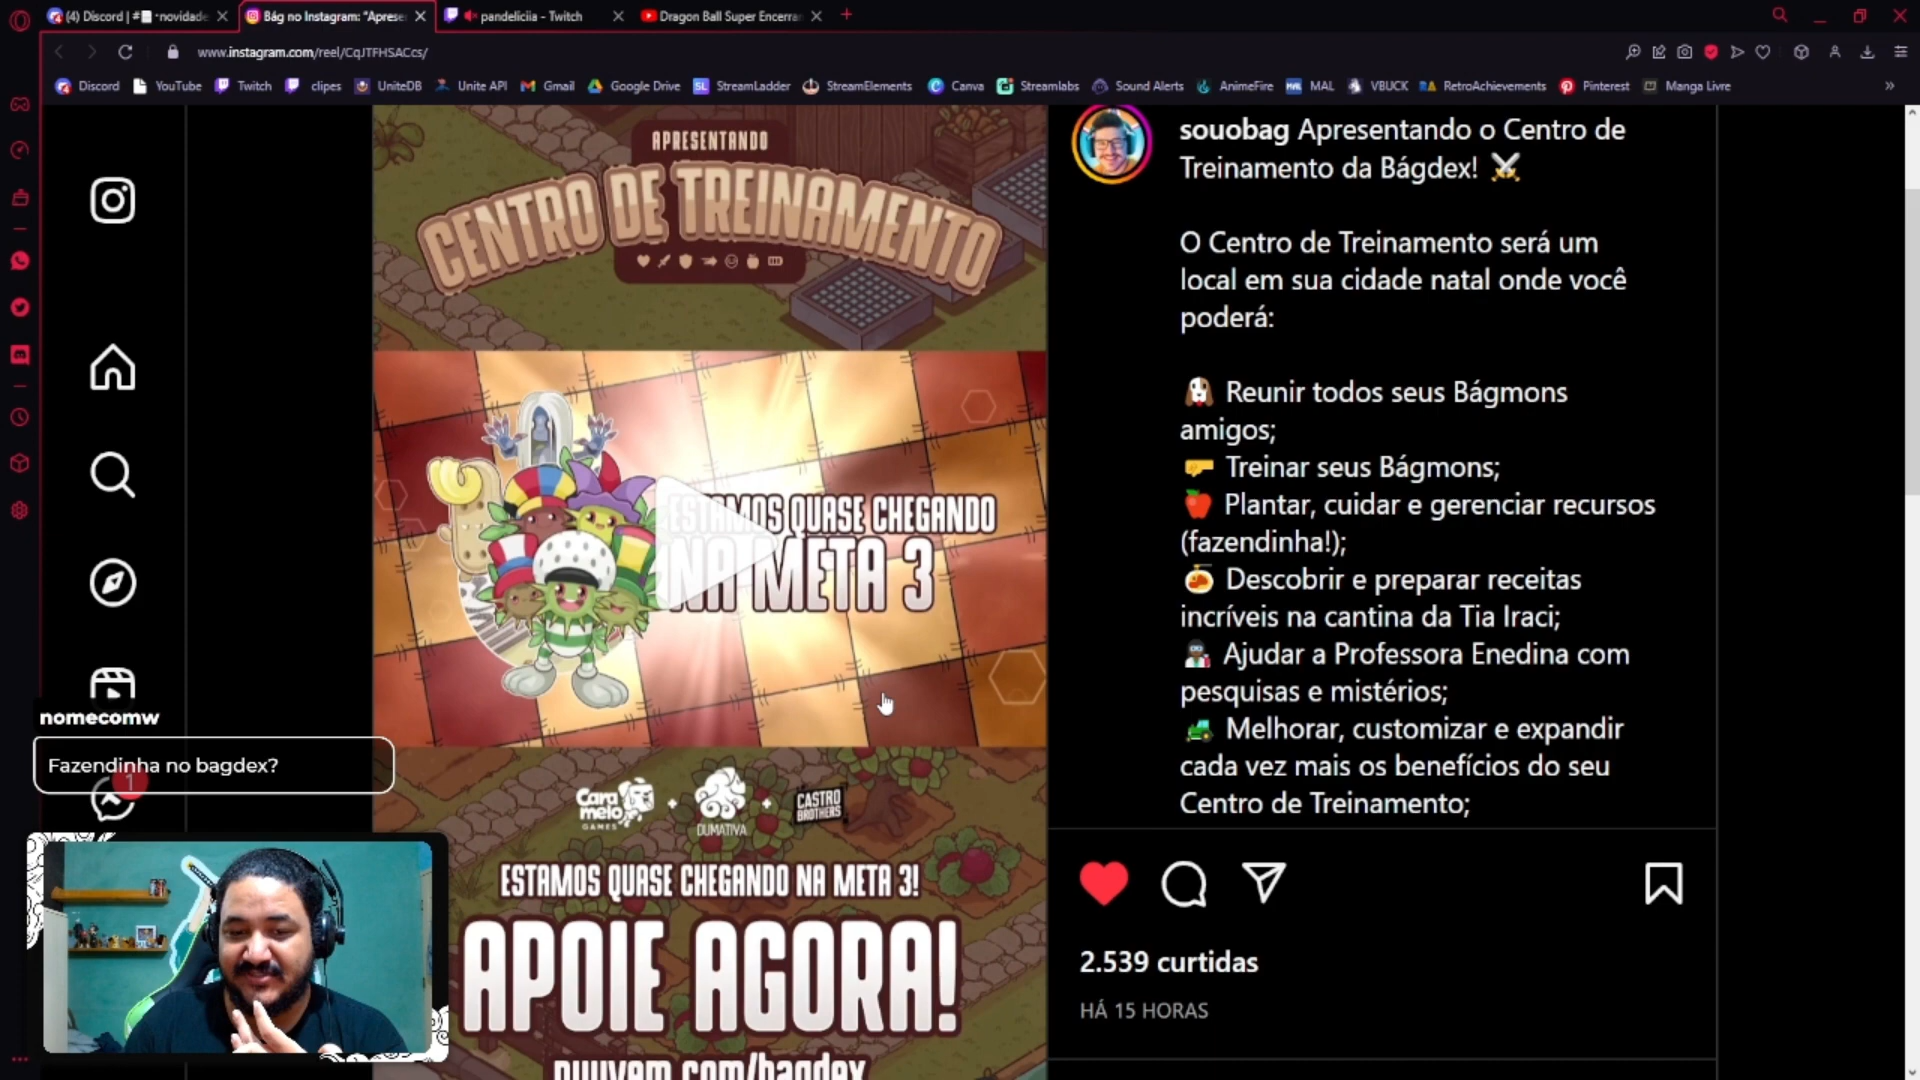 (4) Discord | #📄・novidade
Bág no Instagram: "Aprese
pandeliciia - Twitch
Dragon Ball Super Encerra
www.instagram.com/reel/CqJTFHSACcs/
Discord
YouTube
Twitch
clipes
UniteDB
Unite API
Gmail
Google Drive
SL
StreamLadder
StreamElements
Canva
Streamlabs
Sound Alerts
AnimeFire
MAL
VBUCK
RetroAchievements
Pinterest
Manga Livre
APRESENTANDO
CENTRO DE TREINAMENTO
ESTAMOS QUASE CHEGANDO
NA META 3
Caramelo
GAMES
+
DUMATIVA
+
CASTRO
BROTHERS
ESTAMOS QUASE CHEGANDO NA META 3!
APOIE AGORA!
nuuvem.com/bagdex
souobag Apresentando o Centro de
Treinamento da Bágdex! ⚔️
O Centro de Treinamento será um
local em sua cidade natal onde você
poderá:
Reunir todos seus Bágmons
amigos;
Treinar seus Bágmons;
Plantar, cuidar e gerenciar recursos
(fazendinha!);
Descobrir e preparar receitas
incríveis na cantina da Tia Iraci;
Ajudar a Professora Enedina com
pesquisas e mistérios;
Melhorar, customizar e expandir
cada vez mais os benefícios do seu
Centro de Treinamento;
2.539 curtidas
HÁ 15 HORAS
nomecomw
Fazendinha no bagdex?
1